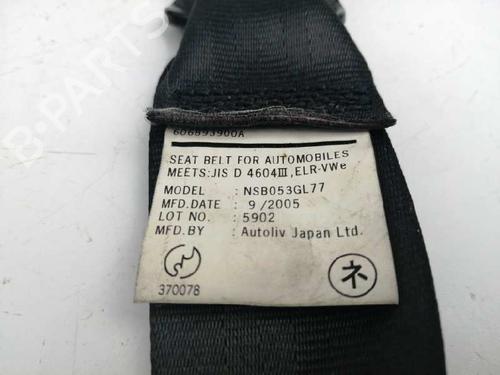 606893900A
SEAT BELT FOR AUTOMOBILES
MEETS:JIS D 4604Ⅲ,ELR-VWe
MODEL : NSB053GL77
MFD.DATE : 9/2005
LOT NO. : 5902
MFD.BY : Autoliv Japan Ltd.
370078
ネ
B-PARTS